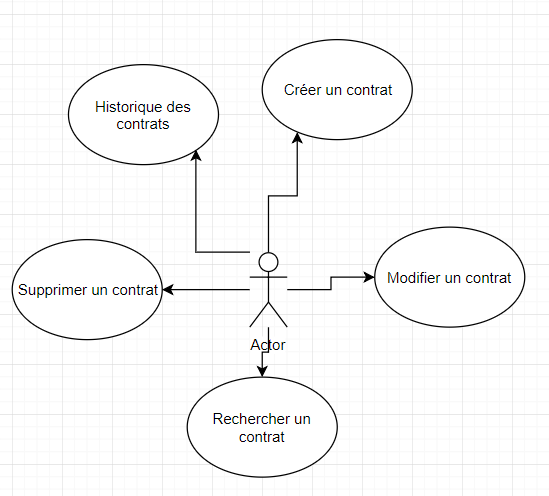 Créer un contrat
Historique des
contrats
Modifier un contrat
Supprimer un contrat
Actor
Rechercher un
contrat